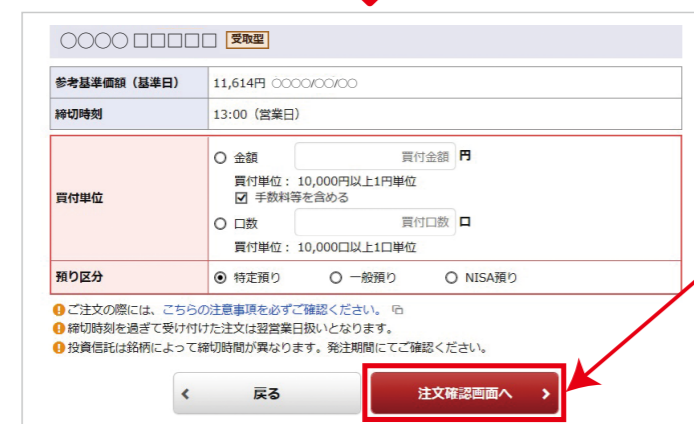 ○○○○ □□□□□ 受取型
参考基準価額（基準日） 11,614円 ○○○○/○○/○○
締切時刻 13:00（営業日）
買付単位
金額 買付金額 円
買付単位： 10,000円以上1円単位
手数料等を含める
口数 買付口数 口
買付単位： 10,000口以上1口単位
預り区分 特定預り 一般預り NISA預り
ご注文の際には、こちらの注意事項を必ずご確認ください。
締切時刻を過ぎて受け付けた注文は翌営業日扱いとなります。
投資信託は銘柄によって締切時間が異なります。発注期間にてご確認ください。
戻る 注文確認画面へ